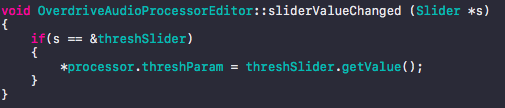 void OverdriveAudioProcessorEditor::sliderValueChanged (Slider *s)
{
    if(s == &threshSlider)
    {
        *processor.threshParam = threshSlider.getValue();
    }
}